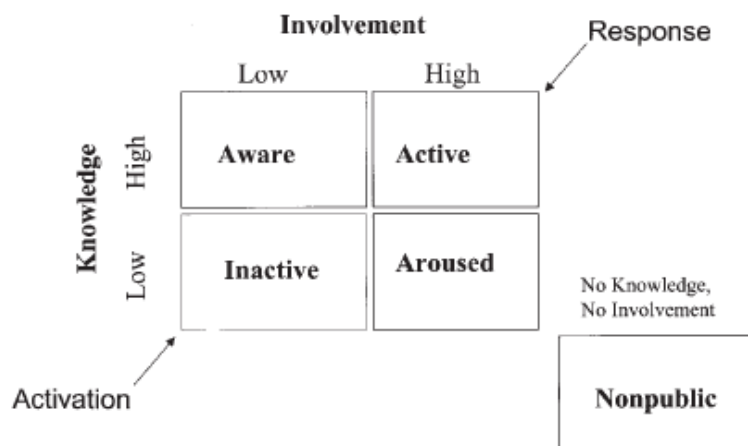 Involvement
Response
Low High
Knowledge
High
Aware Active
Low
Inactive Aroused
No Knowledge,
No Involvement
Activation
Nonpublic